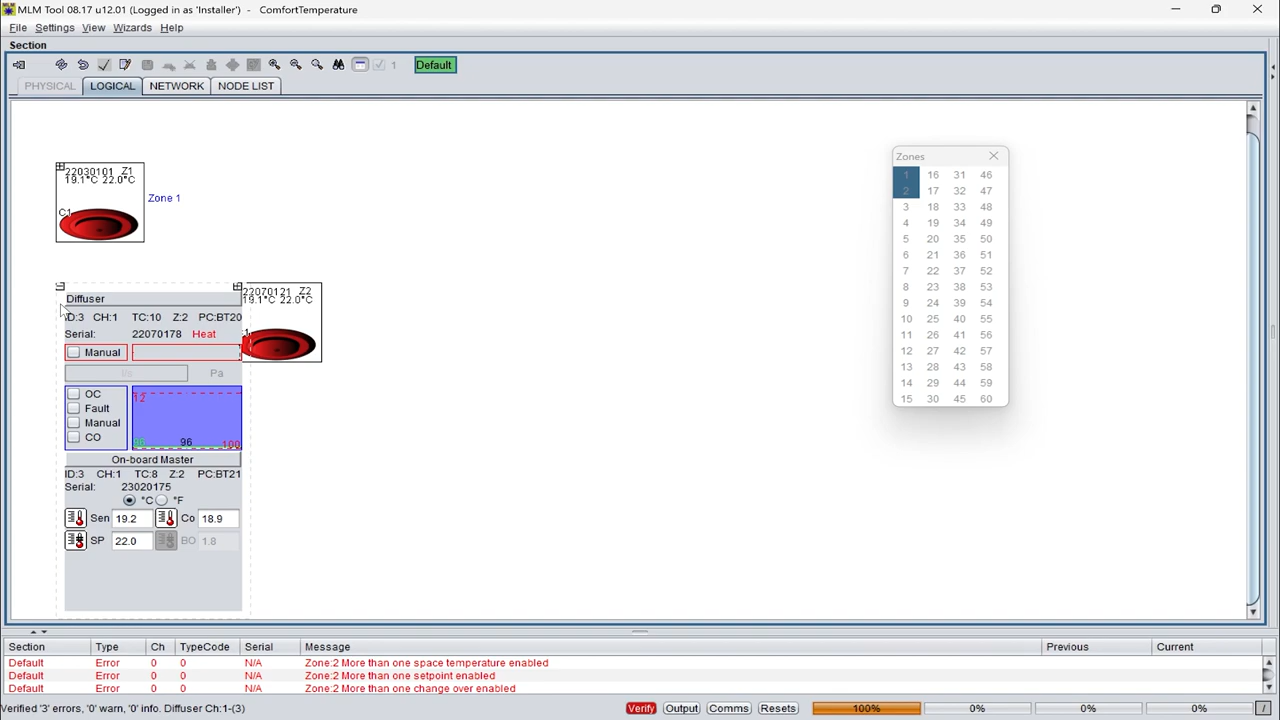 MLM Tool 08.17 u12.01 (Logged in as 'Installer') - ComfortTemperature
File Settings View Wizards Help
Section
1 Default
PHYSICAL LOGICAL NETWORK NODE LIST
22030101 Z1
19.1°C 22.0°C
C1
Zone 1
Zones
1 16 31 46
2 17 32 47
3 18 33 48
4 19 34 49
5 20 35 50
6 21 36 51
7 22 37 52
8 23 38 53
9 24 39 54
10 25 40 55
11 26 41 56
12 27 42 57
13 28 43 58
14 29 44 59
15 30 45 60
22070121 Z2
19.1°C 22.0°C
Diffuser
ID:3 CH:1 TC:10 Z:2 PC:BT20
Serial: 22070178 Heat
Manual
Pa
OC
Fault
Manual
CO
12
96
100
On-board Master
ID:3 CH:1 TC:8 Z:2 PC:BT21
Serial: 23020175
°C °F
Sen 19.2 Co 18.9
SP 22.0 BO 1.8
Section Type Ch TypeCode Serial Message Previous Current
Default Error 0 0 N/A Zone:2 More than one space temperature enabled
Default Error 0 0 N/A Zone:2 More than one setpoint enabled
Default Error 0 0 N/A Zone:2 More than one change over enabled
Verified '3' errors, '0' warn, '0' info. Diffuser Ch:1-(3) Verify Output Comms Resets 100% 0% 0% 0% /